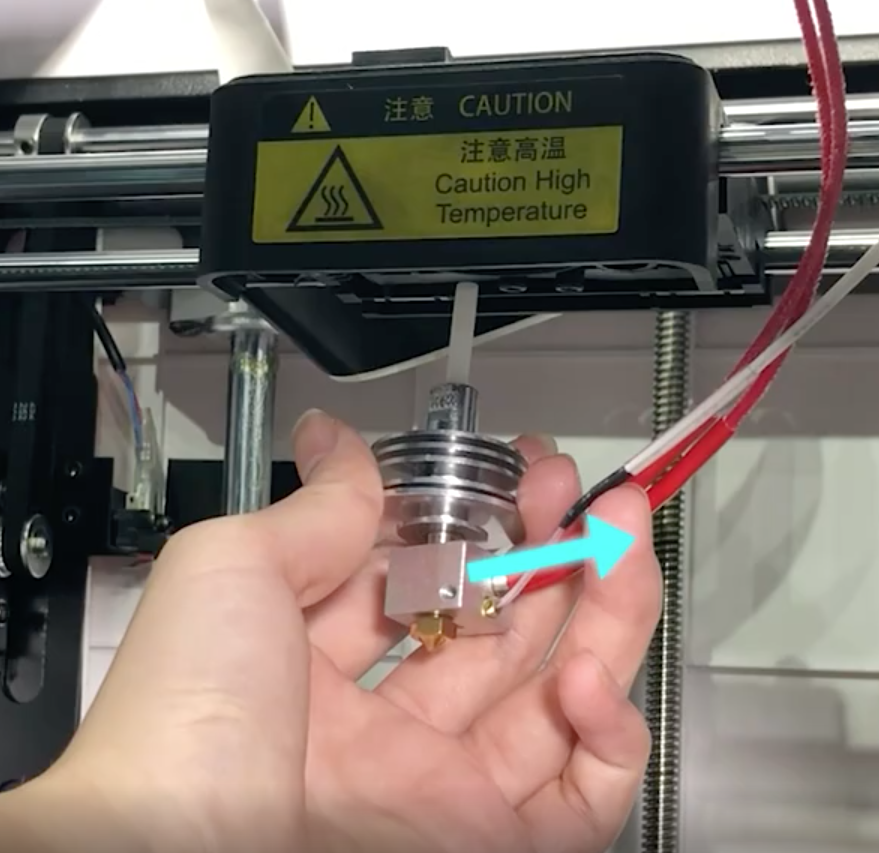 注意 CAUTION
注意高温
Caution High
Temperature